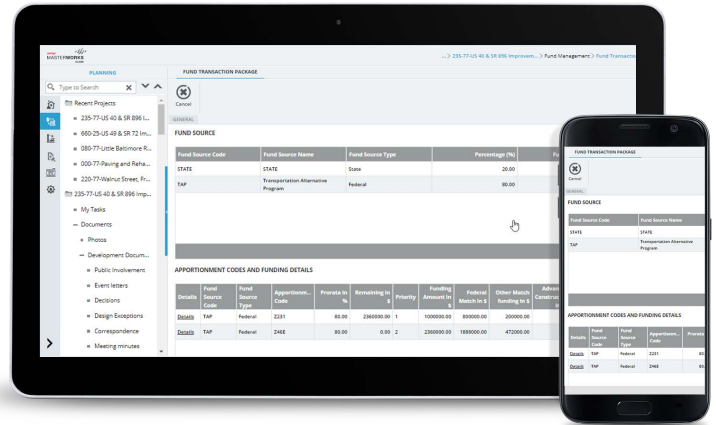 MASTERWORKS
...> 235-77-US 40 & SR 896 Improvem...> Fund Management > Fund Transactio
PLANNING
Type to Search
Recent Projects
235-77-US 40 & SR 896 I...
660-25-US 49 & SR 72 Im...
080-77-Little Baltimore R...
000-77-Paving and Reha...
220-77-Walnut Street, Fr...
235-77-US 40 & SR 896 Imp...
My Tasks
Documents
Photos
Development Docum...
Public Involvement
Event letters
Decisions
Design Exceptions
Correspondence
Meeting minutes
FUND TRANSACTION PACKAGE
Cancel
GENERAL
FUND SOURCE
Fund Source Code Fund Source Name Fund Source Type Percentage (%) Fu
STATE STATE State 20.00
TAP Transportation Alternative Program Federal 80.00
APPORTIONMENT CODES AND FUNDING DETAILS
Details Fund Source Code Fund Source Type Apportionm... Code Prorata in % Remaining in $ Priority Funding Amount in $ Federal Match in $ Other Match funding in $ Advan Construc in
Details TAP Federal Z231 80.00 2360000.00 1 1000000.00 800000.00 200000.00
Details TAP Federal Z46E 80.00 0.00 2 2360000.00 1888000.00 472000.00
FUND TRANSACTION PACKAGE
Cancel
GENERAL
FUND SOURCE
Fund Source Code Fund Source Name
STATE STATE
TAP Transportation Alternative Program
APPORTIONMENT CODES AND FUNDING DETAILS
Details Fund Source Code Fund Source Type Apportionm... Code Prorata
Details TAP Federal Z231 80.
Details TAP Federal Z46E 80.